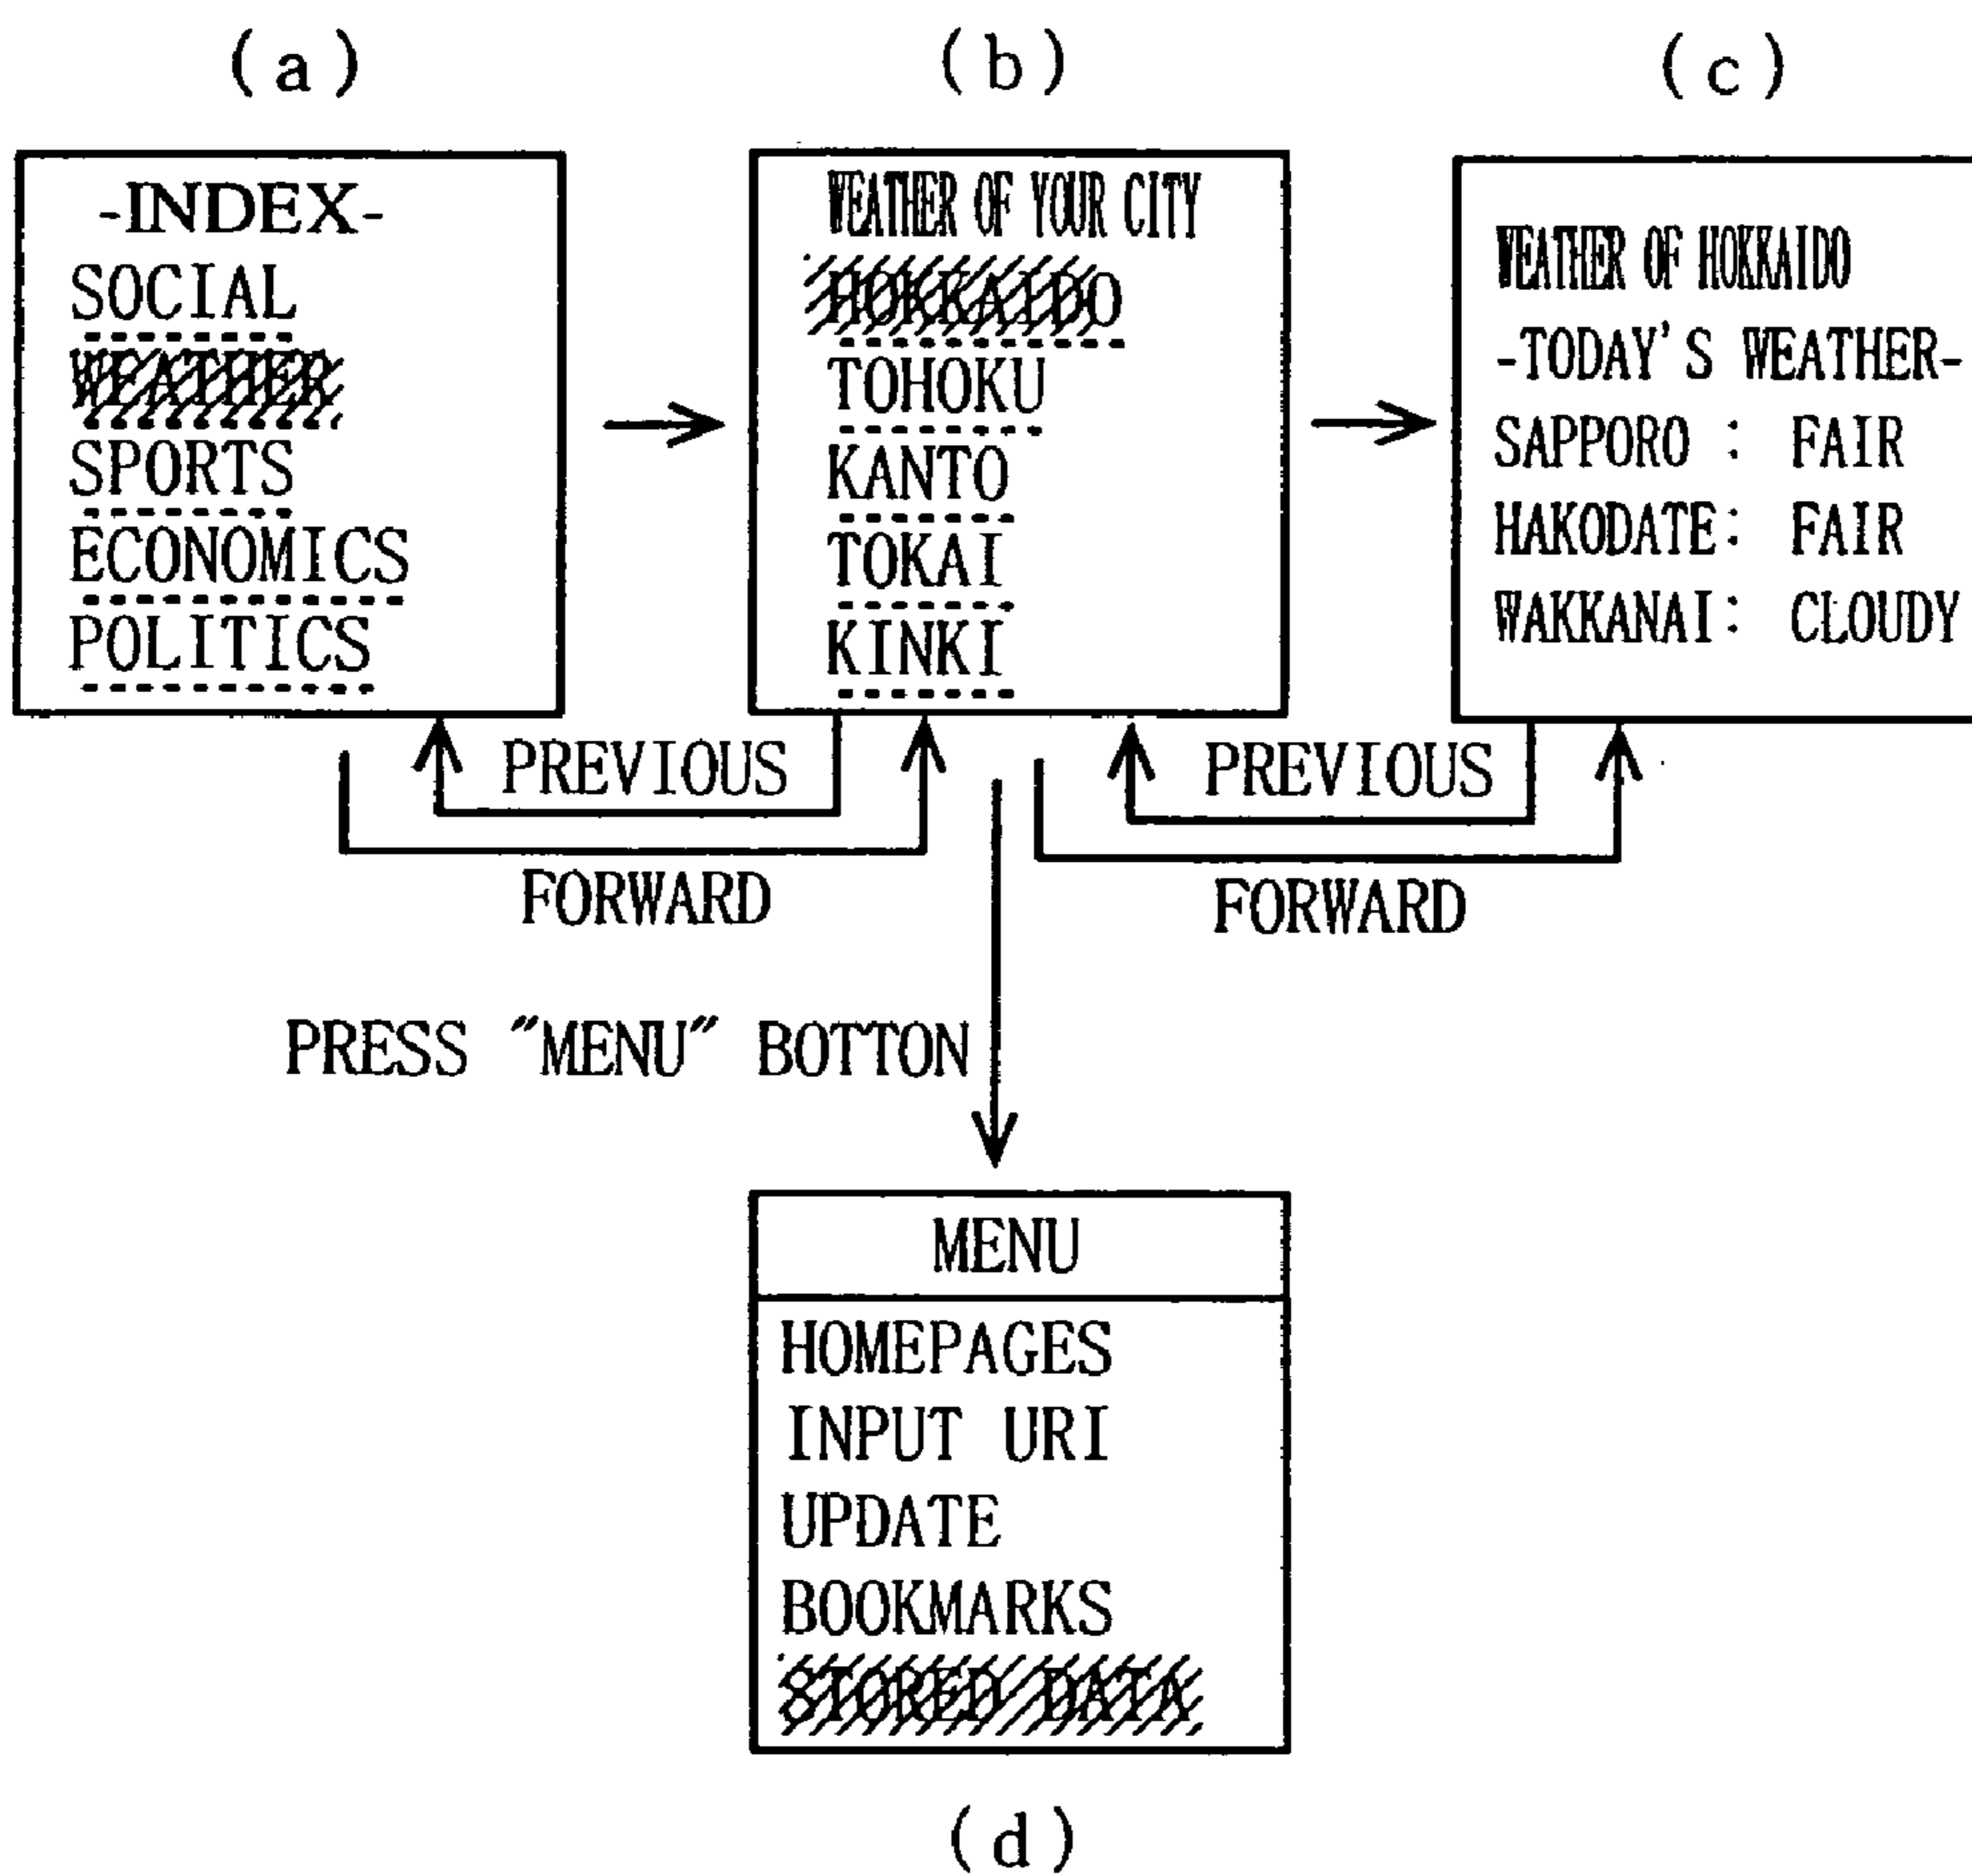 (a)
(b)
(c)
-INDEX-
SOCIAL
WEATHER
SPORTS
ECONOMICS
POLITICS
WEATHER OF YOUR CITY
HOKKAIDO
TOHOKU
KANTO
TOKAI
KINKI
WEATHER OF HOKKAIDO
-TODAY'S WEATHER-
SAPPORO : FAIR
HAKODATE: FAIR
WAKKANAI: CLOUDY
PREVIOUS
FORWARD
PREVIOUS
FORWARD
PRESS "MENU" BOTTON
MENU
HOMEPAGES
INPUT URI
UPDATE
BOOKMARKS
STORED DATA
(d)